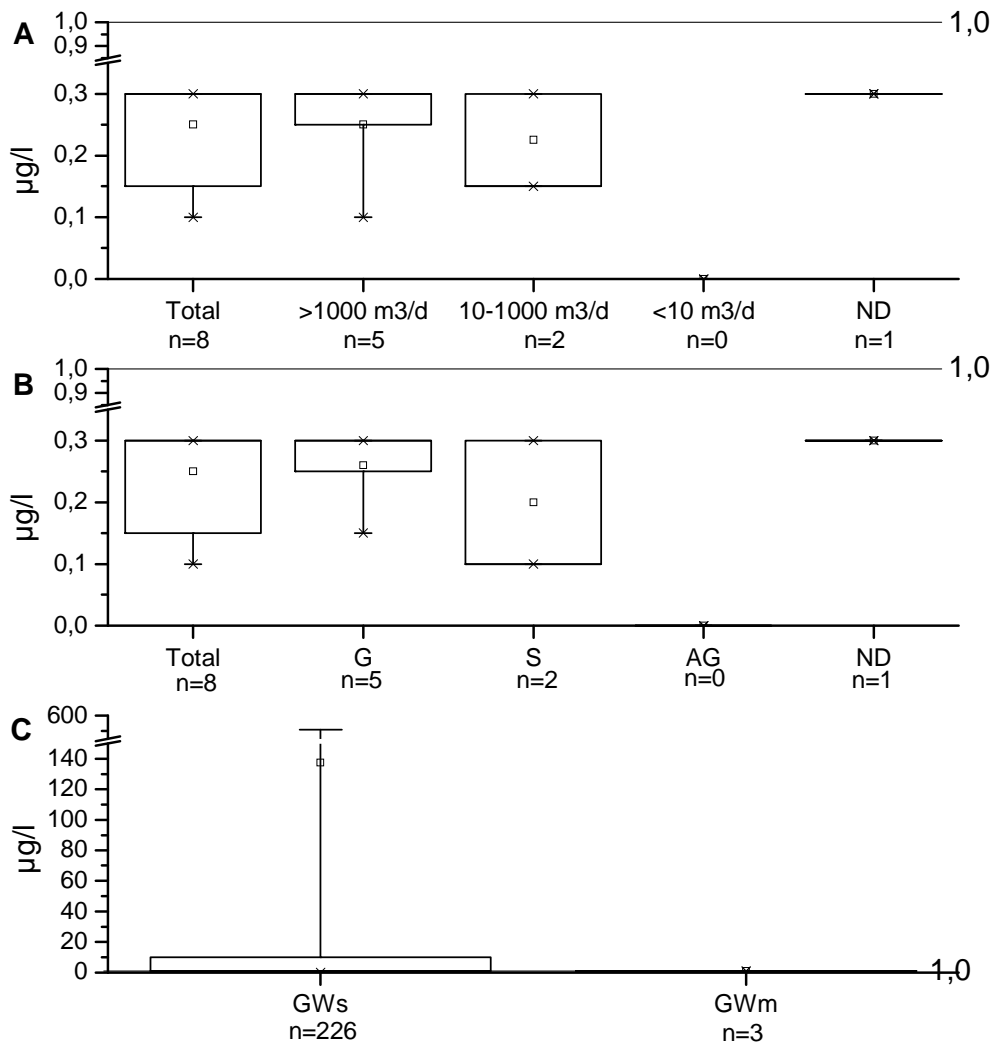 A
1,0
1,0
0,9
0,3
0,2
0,1
0,0
µg/l
Total >1000 m3/d 10-1000 m3/d <10 m3/d ND
n=8 n=5 n=2 n=0 n=1
B
1,0
1,0
0,9
0,3
0,2
0,1
0,0
µg/l
Total G S AG ND
n=8 n=5 n=2 n=0 n=1
C
600
140
120
100
80
60
40
20
0
1,0
µg/l
GWs GWm
n=226 n=3